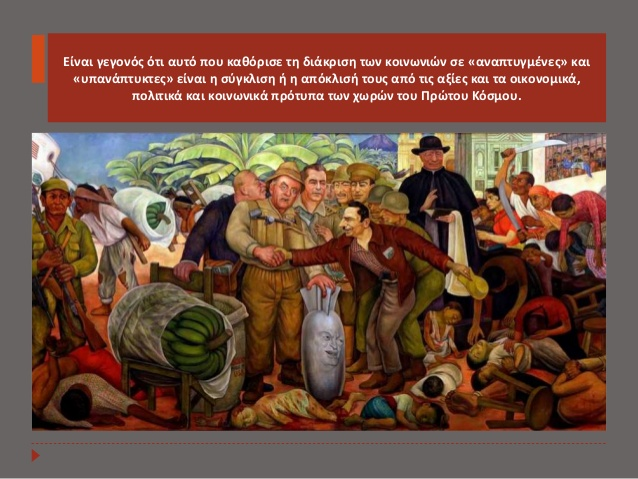 Είναι γεγονός ότι αυτό που καθόρισε τη διάκριση των κοινωνιών σε «αναπτυγμένες» και
«υπανάπτυκτες» είναι η σύγκλιση ή η απόκλισή τους από τις αξίες και τα οικονομικά,
πολιτικά και κοινωνικά πρότυπα των χωρών του Πρώτου Κόσμου.